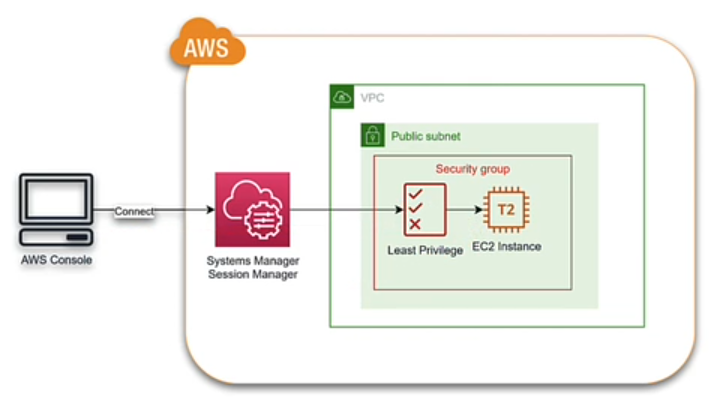 AWS
VPC
Public subnet
Security group
T2
Connect
Least Privilege
EC2 Instance
AWS Console
Systems Manager
Session Manager